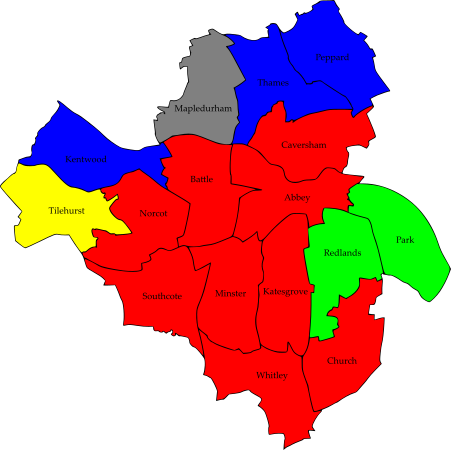 Peppard
Thames
Mapledurham
Caversham
Kentwood
Battle
Abbey
Tilehurst
Norcot
Park
Redlands
Southcote
Minster
Katesgrove
Church
Whitley